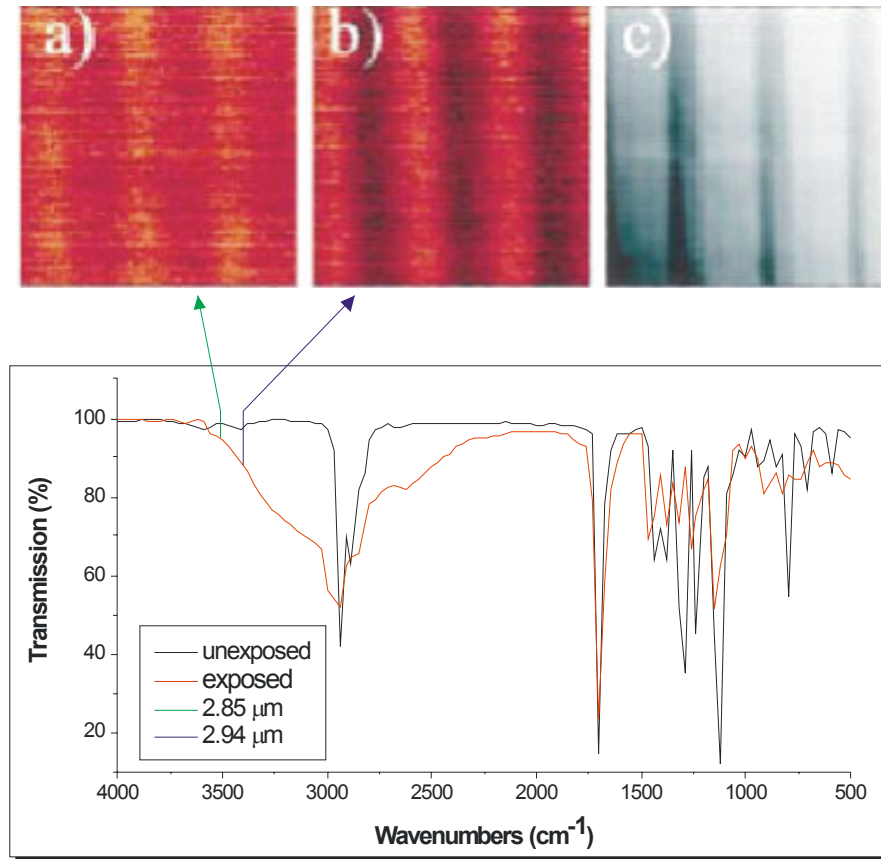 a) b) c)
100
80
60
40
20
Transmission (%)
unexposed
exposed
2.85 μm
2.94 μm
4000 3500 3000 2500 2000 1500 1000 500
Wavenumbers (cm⁻¹)